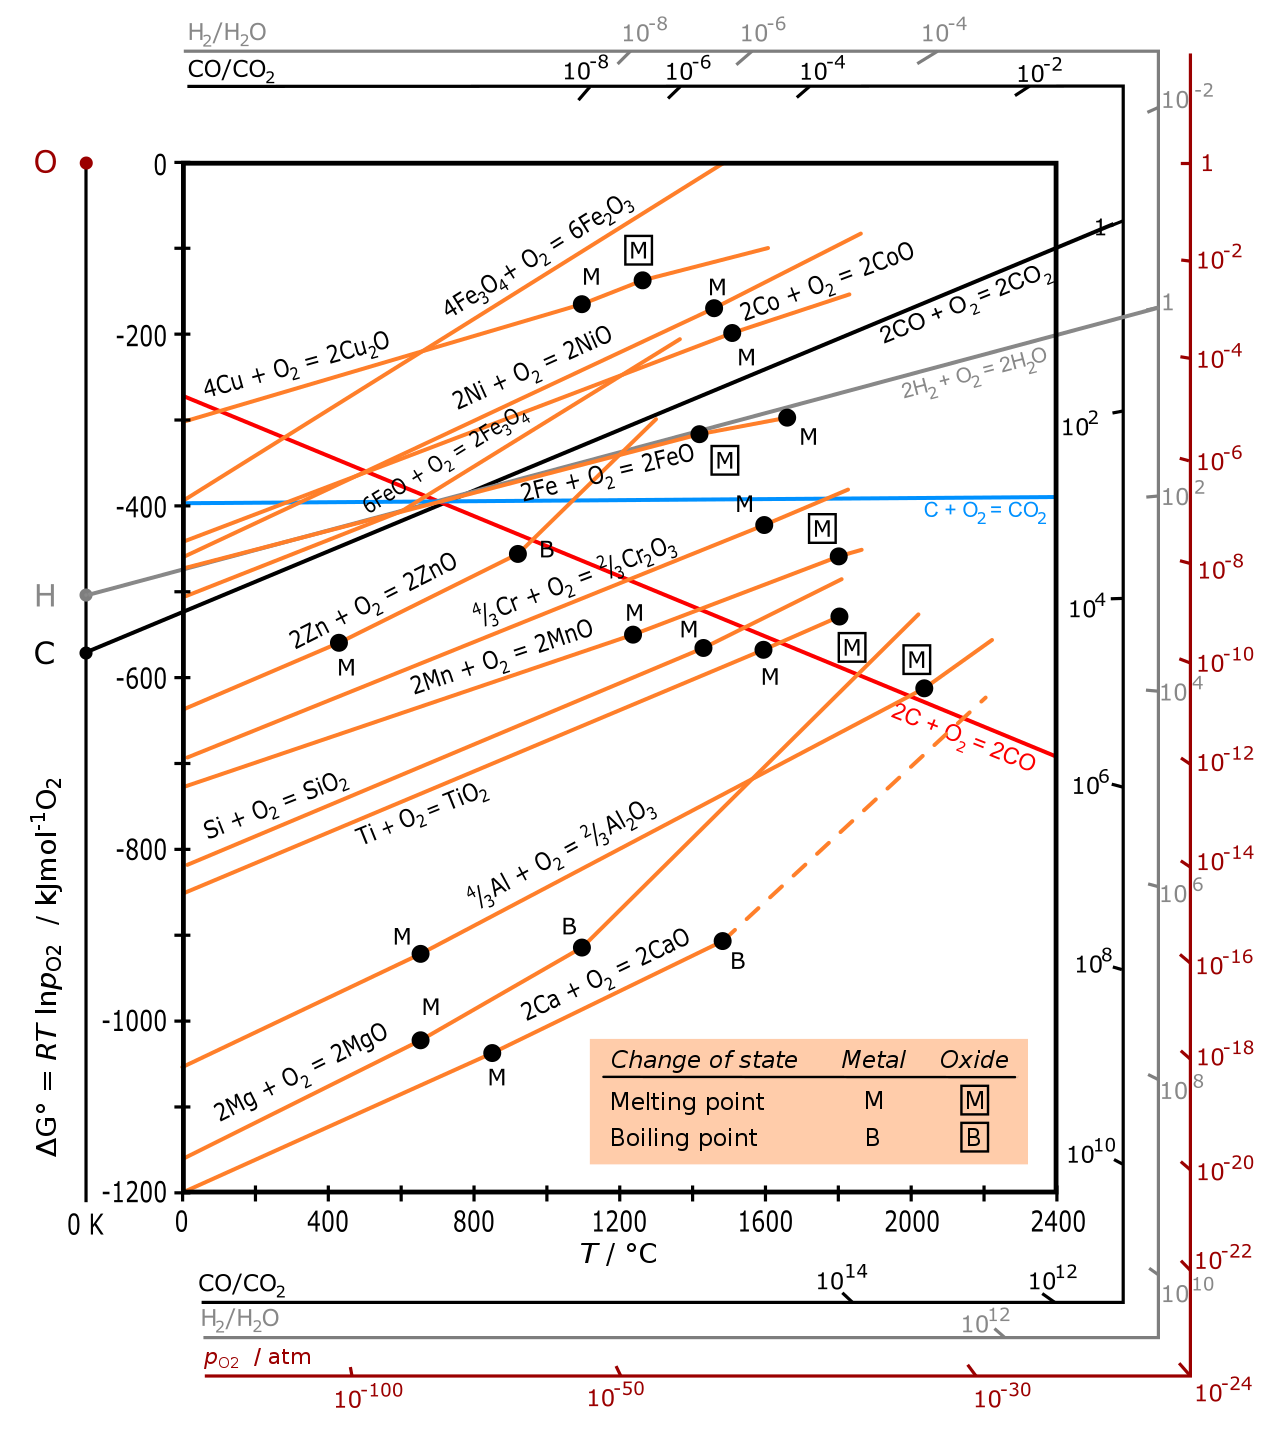 H₂/H₂O 10⁻⁸ 10⁻⁶ 10⁻⁴
CO/CO₂ 10⁻⁸ 10⁻⁶ 10⁻⁴ 10⁻²
10⁻²
O 0 1
4Fe₃O₄+ O₂ = 6Fe₂O₃
1
M M
10⁻²
M 2Co + O₂ = 2CoO
2CO + O₂ = 2CO₂
1
-200
4Cu + O₂ = 2Cu₂O
2Ni + O₂ = 2NiO
M
10⁻⁴
2H₂ + O₂ = 2H₂O
6FeO + O₂ = 2Fe₃O₄
M
10²
2Fe + O₂ = 2FeO
M
10⁻⁶
-400
M M
C + O₂ = CO₂
10²
B
10⁻⁸
2Zn + O₂ = 2ZnO
⁴/₃Cr + O₂ = ²/₃Cr₂O₃
H
M M
10⁴
C
M
2Mn + O₂ = 2MnO
M M M
10⁻¹⁰
-600
M
10⁴
2C + O₂ = 2CO
10⁻¹²
10⁶
Si + O₂ = SiO₂
Ti + O₂ = TiO₂
-800
⁴/₃Al + O₂ = ²/₃Al₂O₃
10⁻¹⁴
10⁶
M B
B
10⁸
10⁻¹⁶
2Ca + O₂ = 2CaO
M
-1000
2Mg + O₂ = 2MgO
M
10⁻¹⁸
10⁸
ΔG° = RT lnpO2 / kJmol⁻¹O₂
Change of state Metal Oxide
Melting point M M
Boiling point B B
10¹⁰
10⁻²⁰
-1200
0 K 0 400 800 1200 1600 2000 2400
T / °C
10⁻²²
CO/CO₂ 10¹⁴ 10¹²
10¹⁰
H₂/H₂O 10¹²
pO2 / atm
10⁻¹⁰⁰ 10⁻⁵⁰ 10⁻³⁰ 10⁻²⁴